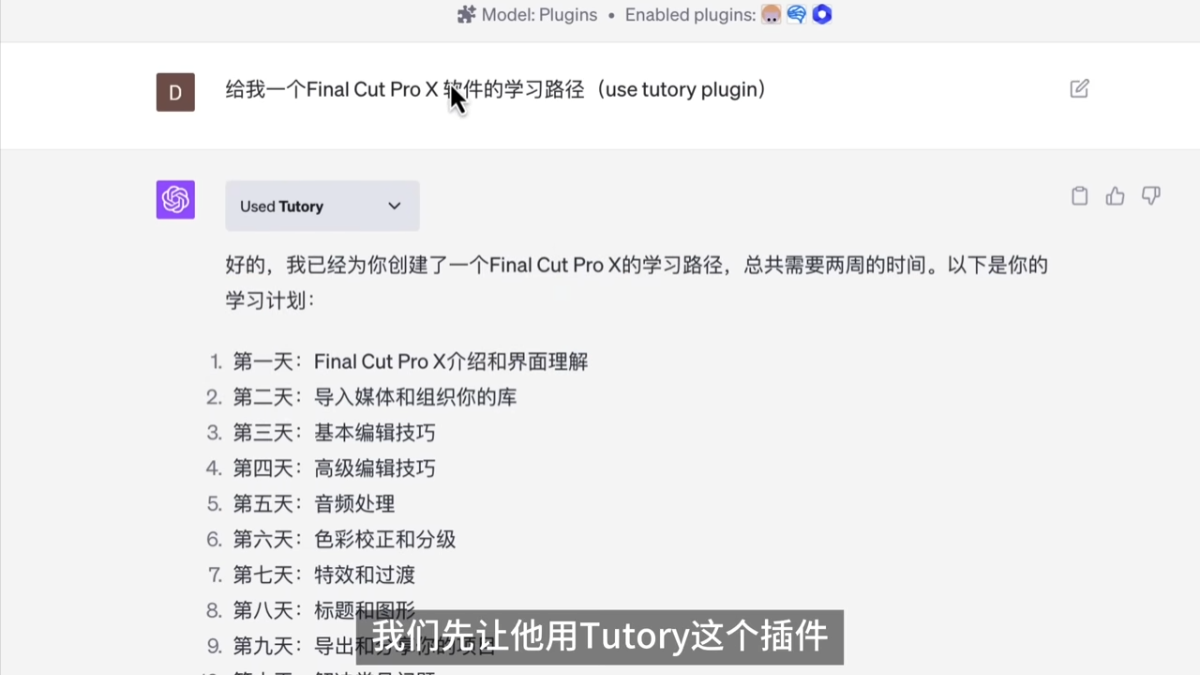 Model: Plugins • Enabled plugins:
D
给我一个Final Cut Pro X 软件的学习路径（use tutory plugin）
Used Tutory
好的，我已经为你创建了一个Final Cut Pro X的学习路径，总共需要两周的时间。以下是你的
学习计划：
1. 第一天：Final Cut Pro X介绍和界面理解
2. 第二天：导入媒体和组织你的库
3. 第三天：基本编辑技巧
4. 第四天：高级编辑技巧
5. 第五天：音频处理
6. 第六天：色彩校正和分级
7. 第七天：特效和过渡
8. 第八天：标题和图形
9. 第九天：导出和分享你的项目
我们先让他用Tutory这个插件